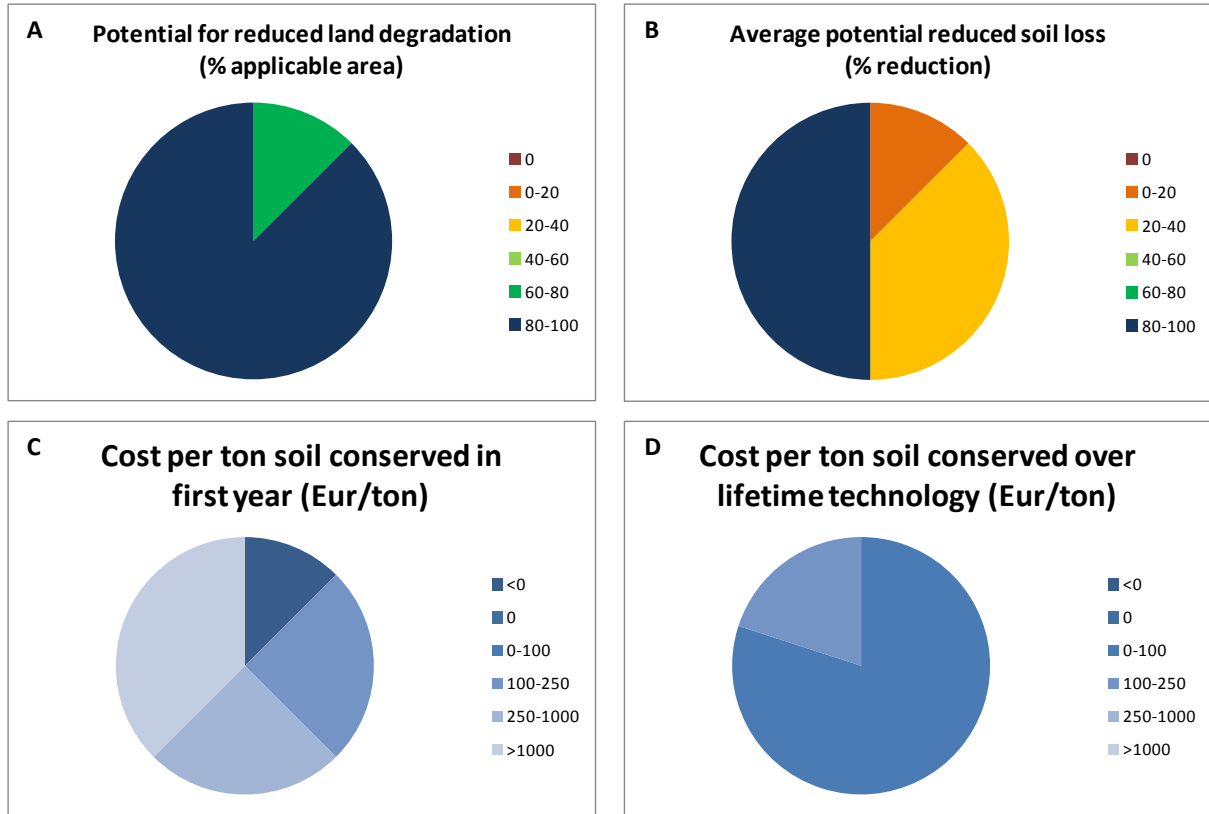 A
Potential for reduced land degradation
(% applicable area)
0
0-20
20-40
40-60
60-80
80-100
B
Average potential reduced soil loss
(% reduction)
0
0-20
20-40
40-60
60-80
80-100
C
Cost per ton soil conserved in
first year (Eur/ton)
<0
0
0-100
100-250
250-1000
>1000
D
Cost per ton soil conserved over
lifetime technology (Eur/ton)
<0
0
0-100
100-250
250-1000
>1000